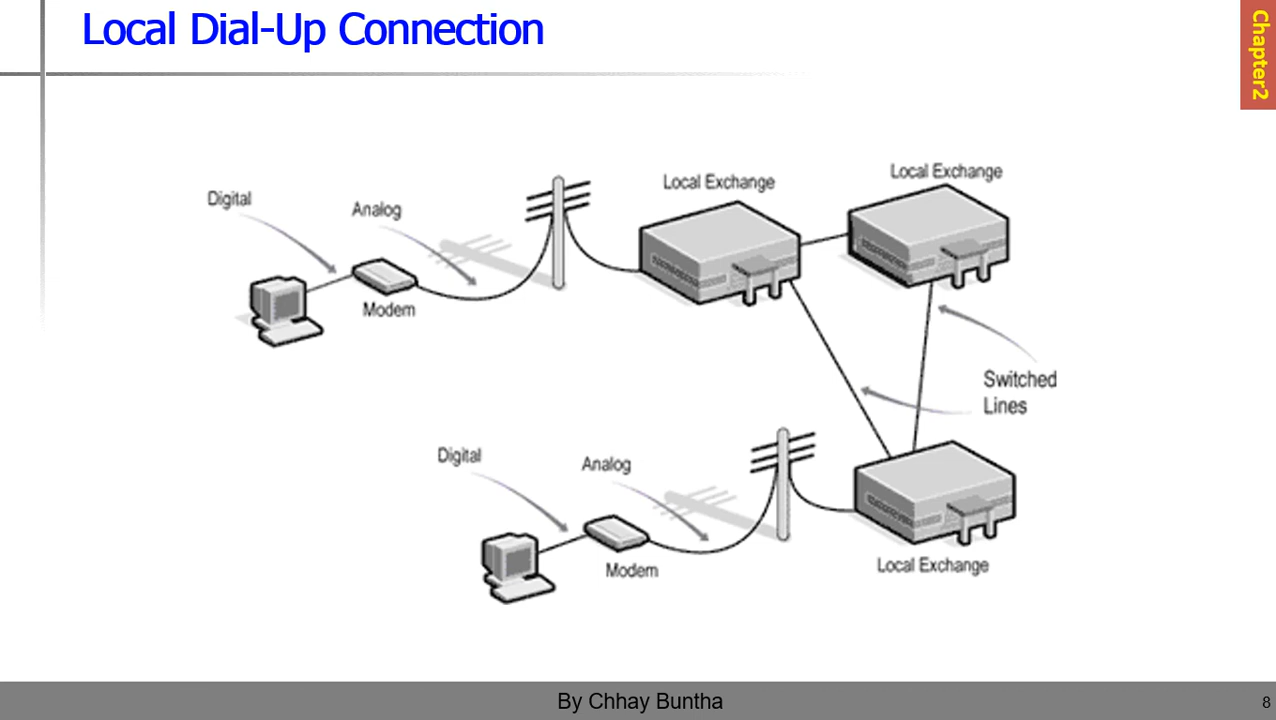 Local Dial-Up Connection
Chapter2
Local Exchange
Local Exchange
Digital
Analog
Modem
Switched
Lines
Digital
Analog
Modem
Local Exchange
By Chhay Buntha
8